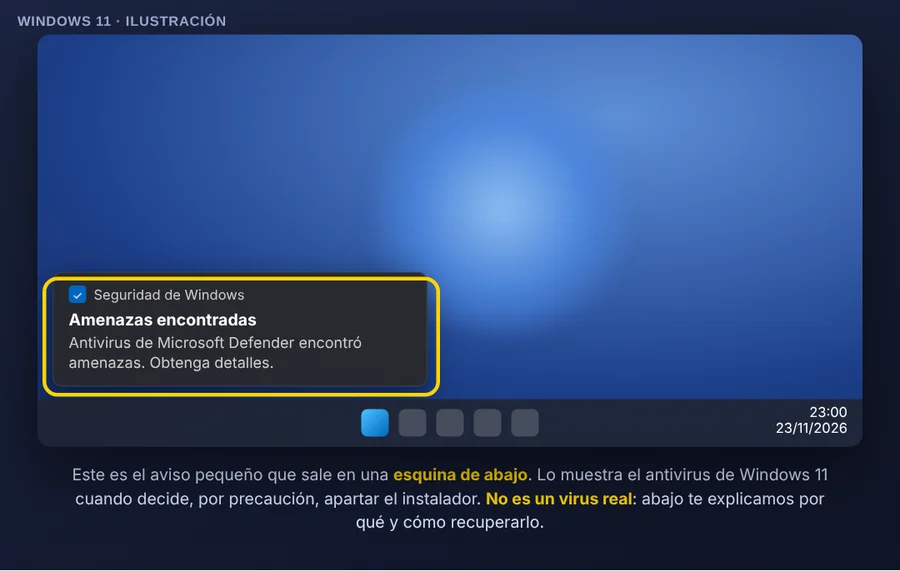 WINDOWS 11 · ILUSTRACIÓN
Seguridad de Windows
Amenazas encontradas
Antivirus de Microsoft Defender encontró
amenazas. Obtenga detalles.
23:00
23/11/2026
Este es el aviso pequeño que sale en una esquina de abajo. Lo muestra el antivirus de Windows 11
cuando decide, por precaución, apartar el instalador. No es un virus real: abajo te explicamos por
qué y cómo recuperarlo.